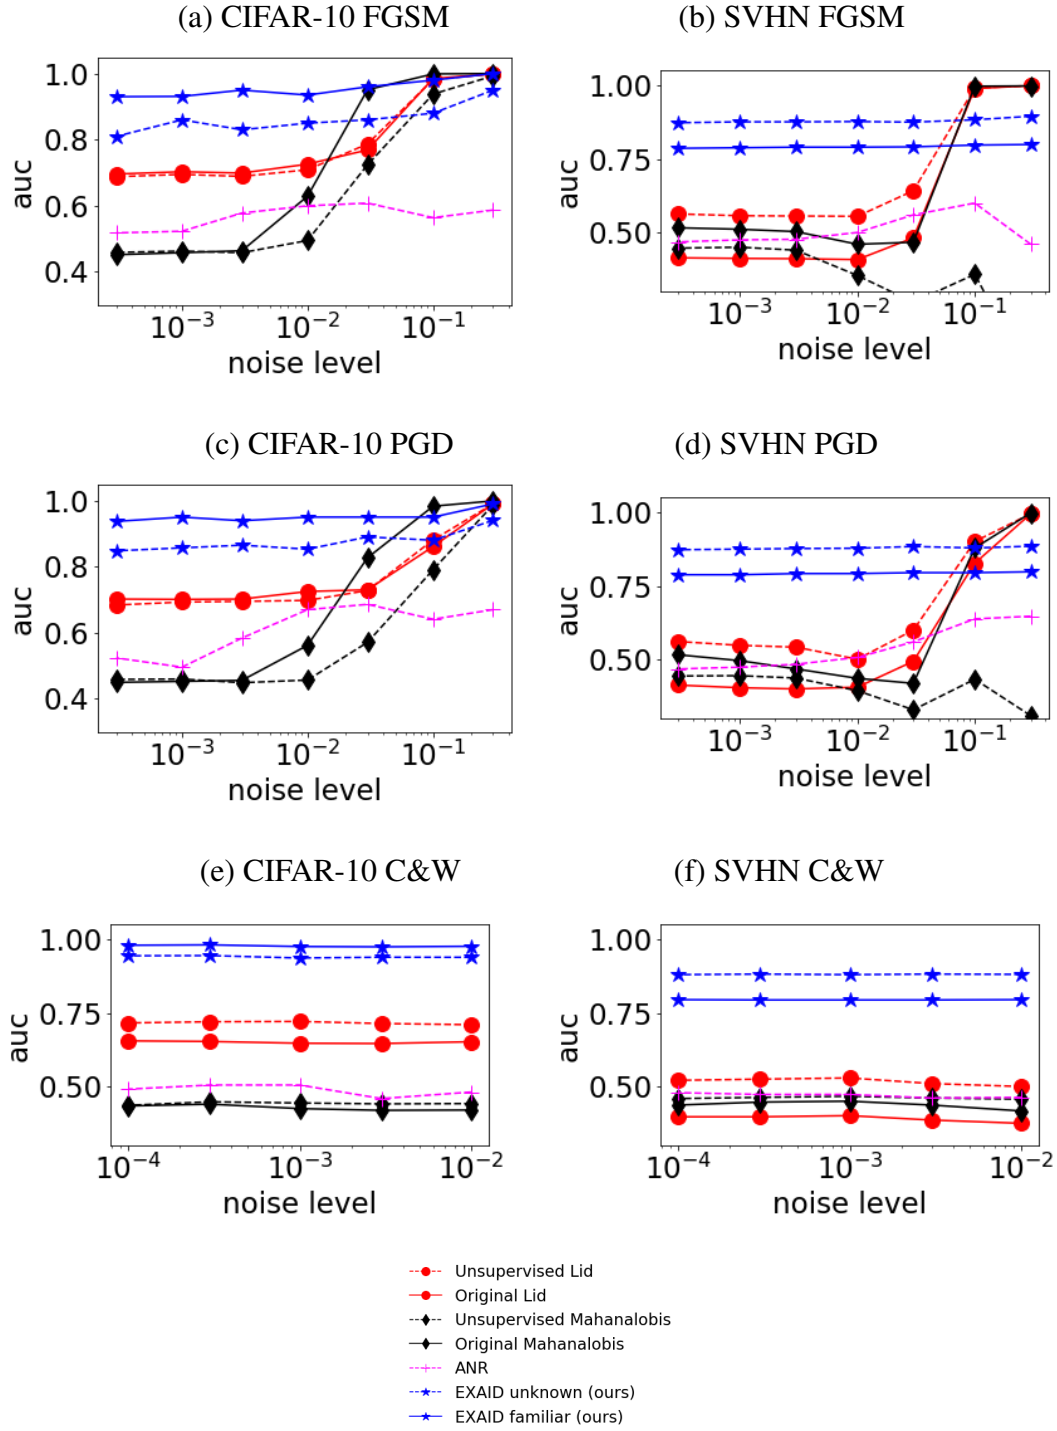 (a) CIFAR-10 FGSM
1.0
0.8
0.6
0.4
auc
10⁻³ 10⁻² 10⁻¹
noise level
(b) SVHN FGSM
1.00
0.75
0.50
auc
10⁻³ 10⁻² 10⁻¹
noise level
(c) CIFAR-10 PGD
1.0
0.8
0.6
0.4
auc
10⁻³ 10⁻² 10⁻¹
noise level
(d) SVHN PGD
1.00
0.75
0.50
auc
10⁻³ 10⁻² 10⁻¹
noise level
(e) CIFAR-10 C&W
1.00
0.75
0.50
auc
10⁻⁴ 10⁻³ 10⁻²
noise level
(f) SVHN C&W
1.00
0.75
0.50
auc
10⁻⁴ 10⁻³ 10⁻²
noise level
Unsupervised Lid
Original Lid
Unsupervised Mahanalobis
Original Mahanalobis
ANR
EXAID unknown (ours)
EXAID familiar (ours)